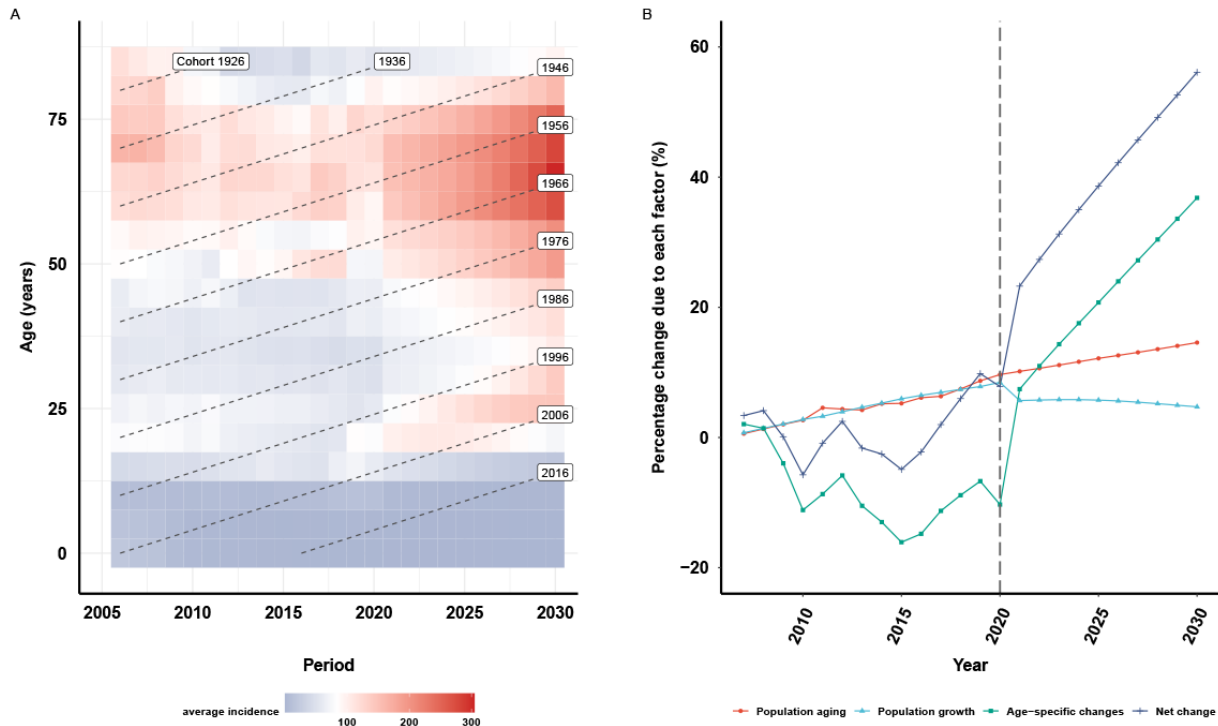 A
B
Age (years)
75
50
25
0
Cohort 1926
1936
1946
1956
1966
1976
1986
1996
2006
2016
2005
2010
2015
2020
2025
2030
Period
average incidence
100
200
300
Percentage change due to each factor (%)
60
40
20
0
−20
2010
2015
2020
2025
2030
Year
Population aging
Population growth
Age−specific changes
Net change